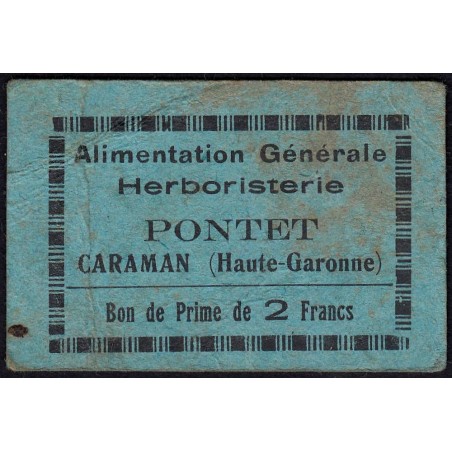 Alimentation Générale
Herboristerie
PONTET
CARAMAN (Haute-Garonne)
Bon de Prime de 2 Francs